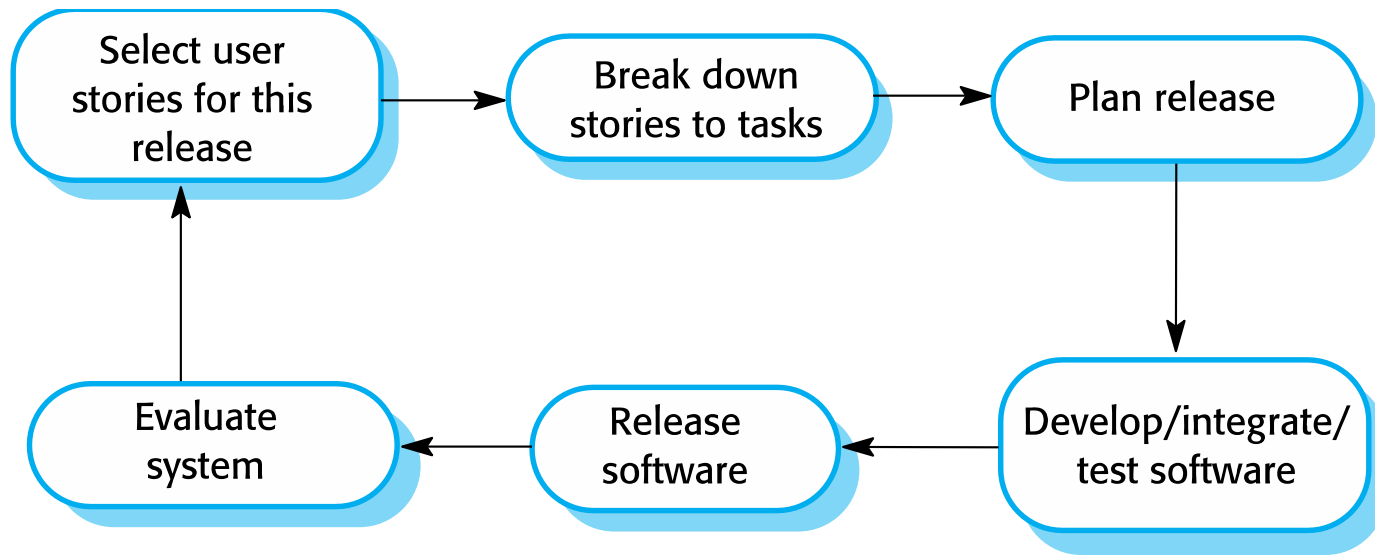 Select user
stories for this
release
Break down
stories to tasks
Plan release
Evaluate
system
Release
software
Develop/integrate/
test software